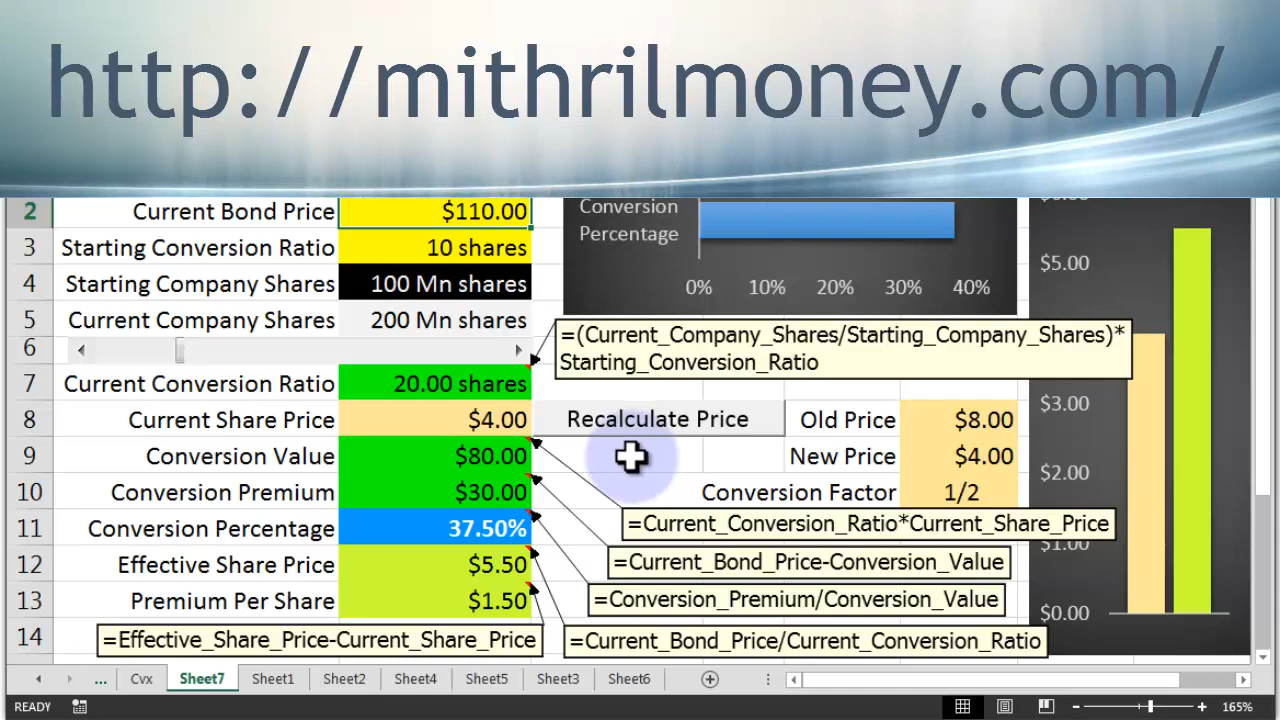 http://mithrilmoney.com/
2 Current Bond Price $110.00
3 Starting Conversion Ratio 10 shares
4 Starting Company Shares 100 Mn shares
5 Current Company Shares 200 Mn shares
6
7 Current Conversion Ratio 20.00 shares
8 Current Share Price $4.00 Recalculate Price Old Price $8.00
9 Conversion Value $80.00 New Price $4.00
10 Conversion Premium $30.00 Conversion Factor 1/2
11 Conversion Percentage 37.50%
12 Effective Share Price $5.50
13 Premium Per Share $1.50
14
Conversion
Percentage
0% 10% 20% 30% 40%
=(Current_Company_Shares/Starting_Company_Shares)*
Starting_Conversion_Ratio
=Current_Conversion_Ratio*Current_Share_Price
=Current_Bond_Price-Conversion_Value
=Conversion_Premium/Conversion_Value
=Effective_Share_Price-Current_Share_Price
=Current_Bond_Price/Current_Conversion_Ratio
$5.00
$3.00
$2.00
$1.00
$0.00
... Cvx Sheet7 Sheet1 Sheet2 Sheet4 Sheet5 Sheet3 Sheet6
READY 165%